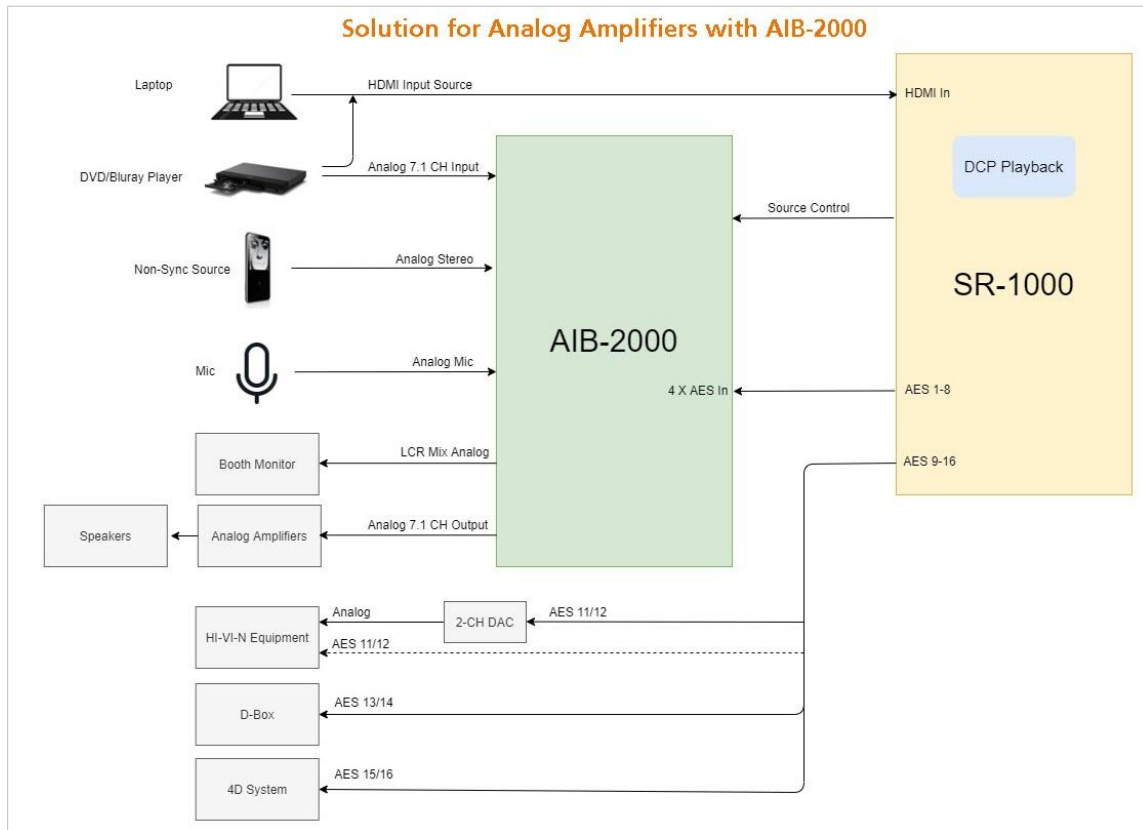 Solution for Analog Amplifiers with AIB-2000
Laptop
HDMI Input Source
HDMI In
DVD/Bluray Player
Analog 7.1 CH Input
DCP Playback
Source Control
Non-Sync Source
Analog Stereo
SR-1000
AIB-2000
Mic
Analog Mic
4 X AES In
AES 1-8
Booth Monitor
LCR Mix Analog
AES 9-16
Speakers
Analog Amplifiers
Analog 7.1 CH Output
HI-VI-N Equipment
Analog
2-CH DAC
AES 11/12
AES 11/12
D-Box
AES 13/14
4D System
AES 15/16